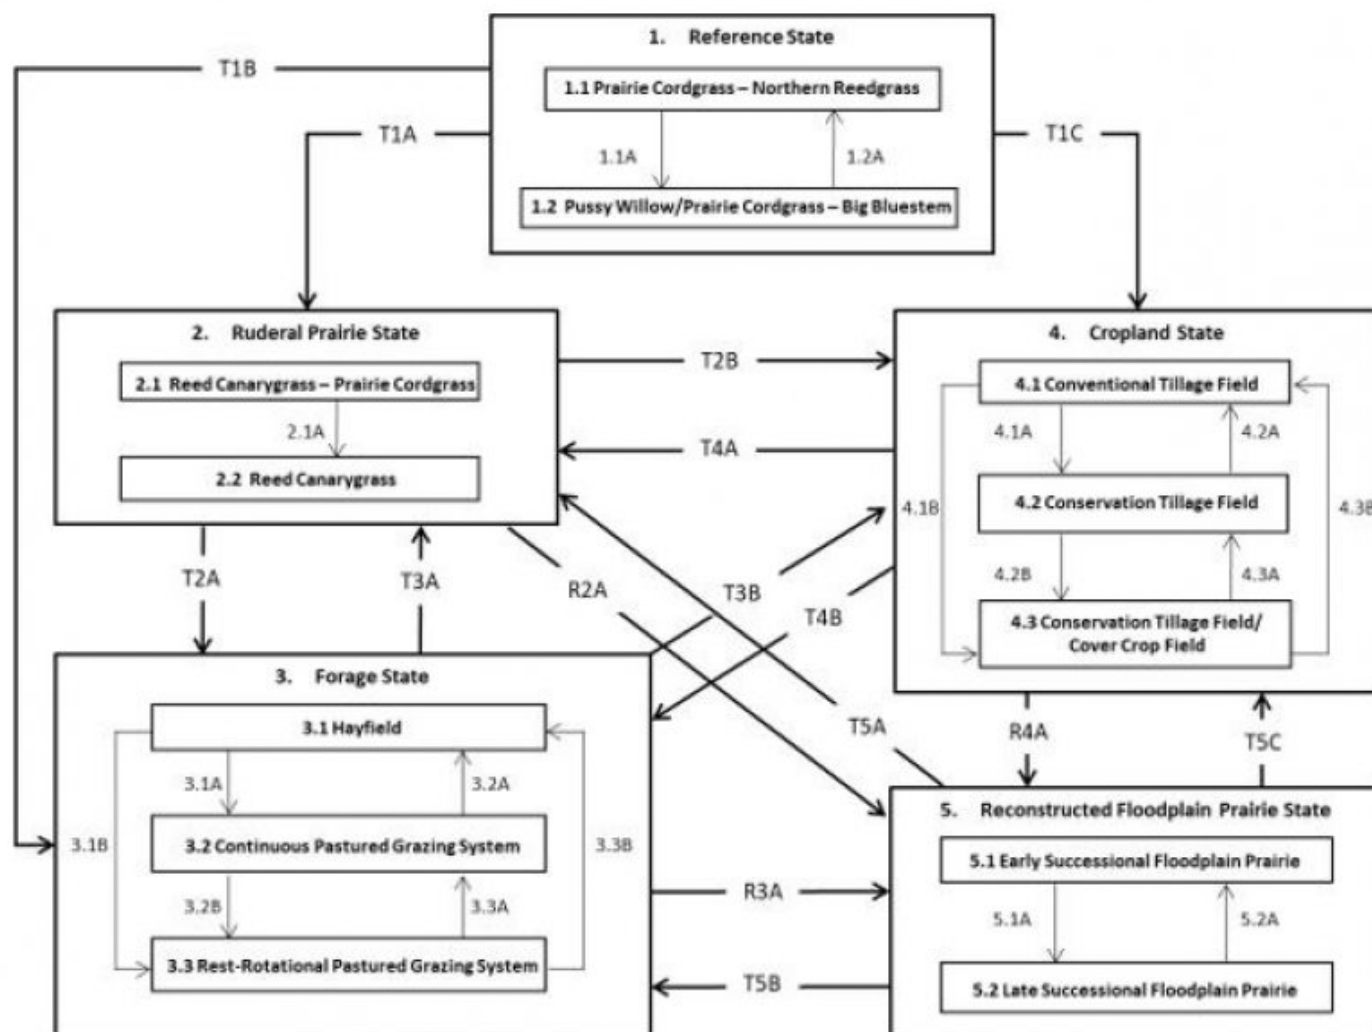 1. Reference State
T1B
1.1 Prairie Cordgrass – Northern Reedgrass
T1A
T1C
1.1A
1.2A
1.2 Pussy Willow/Prairie Cordgrass – Big Bluestem
2. Ruderal Prairie State
2.1 Reed Canarygrass – Prairie Cordgrass
2.1A
2.2 Reed Canarygrass
T2B
T4A
4. Cropland State
4.1 Conventional Tillage Field
4.1A
4.2A
4.2 Conservation Tillage Field
4.1B
4.3B
4.2B
4.3A
4.3 Conservation Tillage Field/
Cover Crop Field
T2A
T3A
R2A
T3B
T4B
T5A
R4A
T5C
3. Forage State
3.1 Hayfield
3.1A
3.2A
3.2 Continuous Pastured Grazing System
3.1B
3.3B
3.2B
3.3A
3.3 Rest-Rotational Pastured Grazing System
R3A
T5B
5. Reconstructed Floodplain Prairie State
5.1 Early Successional Floodplain Prairie
5.1A
5.2A
5.2 Late Successional Floodplain Prairie